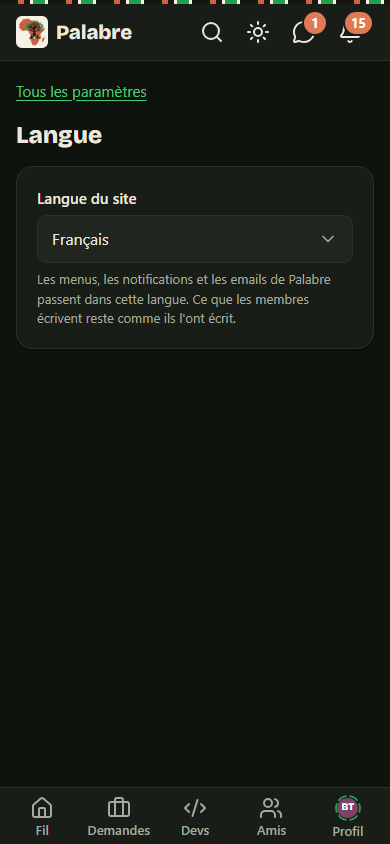 Palabre
1
15
Tous les paramètres
Langue
Langue du site
Français
Les menus, les notifications et les emails de Palabre
passent dans cette langue. Ce que les membres
écrivent reste comme ils l'ont écrit.
BT
Fil
Demandes
Devs
Amis
Profil